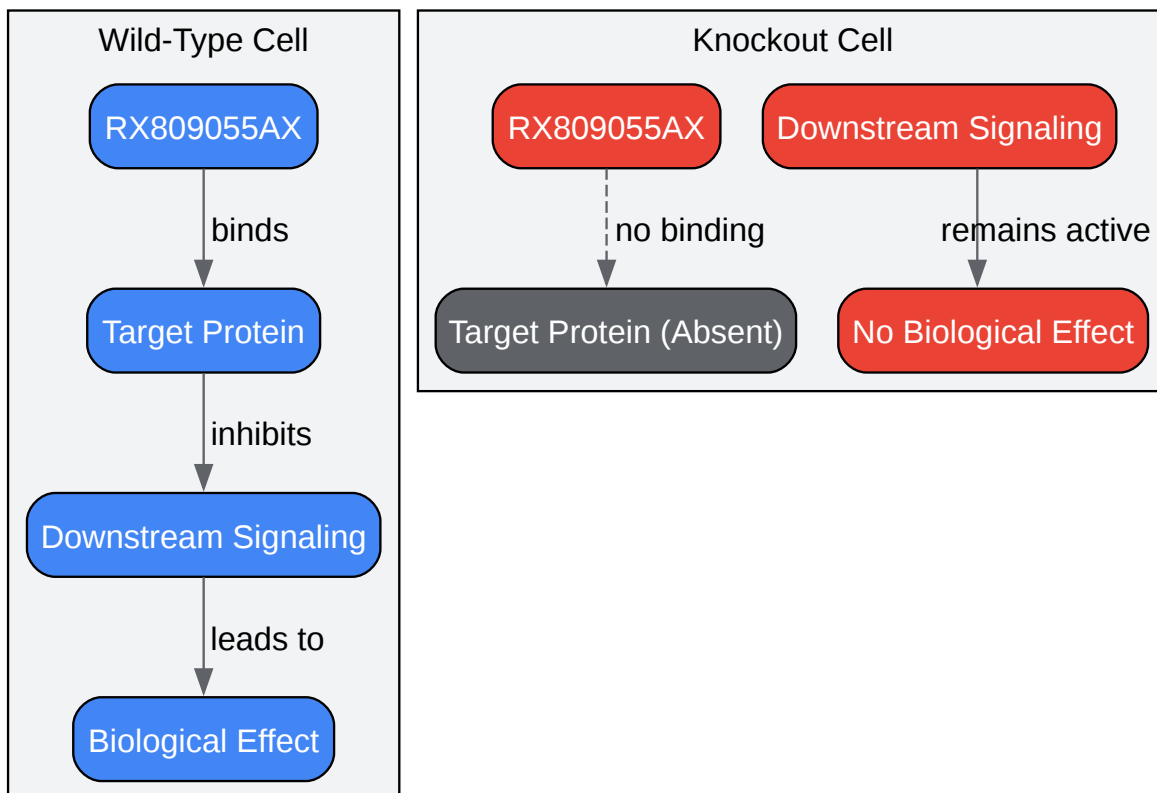 Wild-Type Cell
RX809055AX
binds
Target Protein
inhibits
Downstream Signaling
leads to
Biological Effect
Knockout Cell
RX809055AX
no binding
Target Protein (Absent)
Downstream Signaling
remains active
No Biological Effect